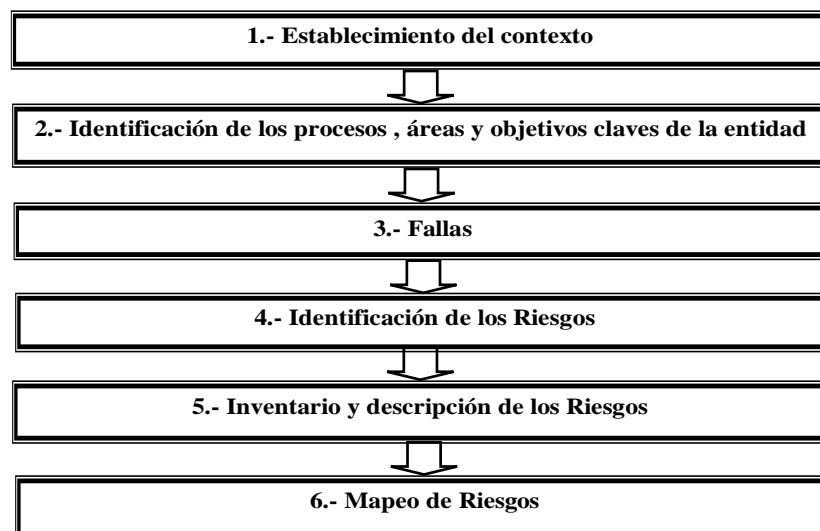 1.- Establecimiento del contexto
2.- Identificación de los procesos , áreas y objetivos claves de la entidad
3.- Fallas
4.- Identificación de los Riesgos
5.- Inventario y descripción de los Riesgos
6.- Mapeo de Riesgos